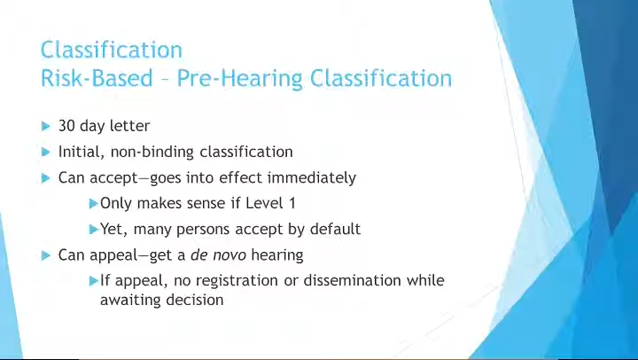 Classification
Risk-Based – Pre-Hearing Classification
30 day letter
Initial, non-binding classification
Can accept—goes into effect immediately
Only makes sense if Level 1
Yet, many persons accept by default
Can appeal—get a de novo hearing
If appeal, no registration or dissemination while
awaiting decision